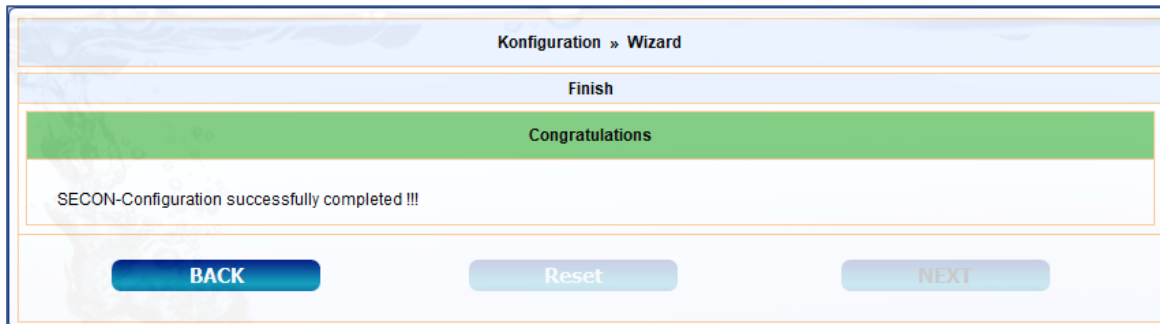 Konfiguration » Wizard
Finish
Congratulations
SECON-Configuration successfully completed !!!
BACK
Reset
NEXT